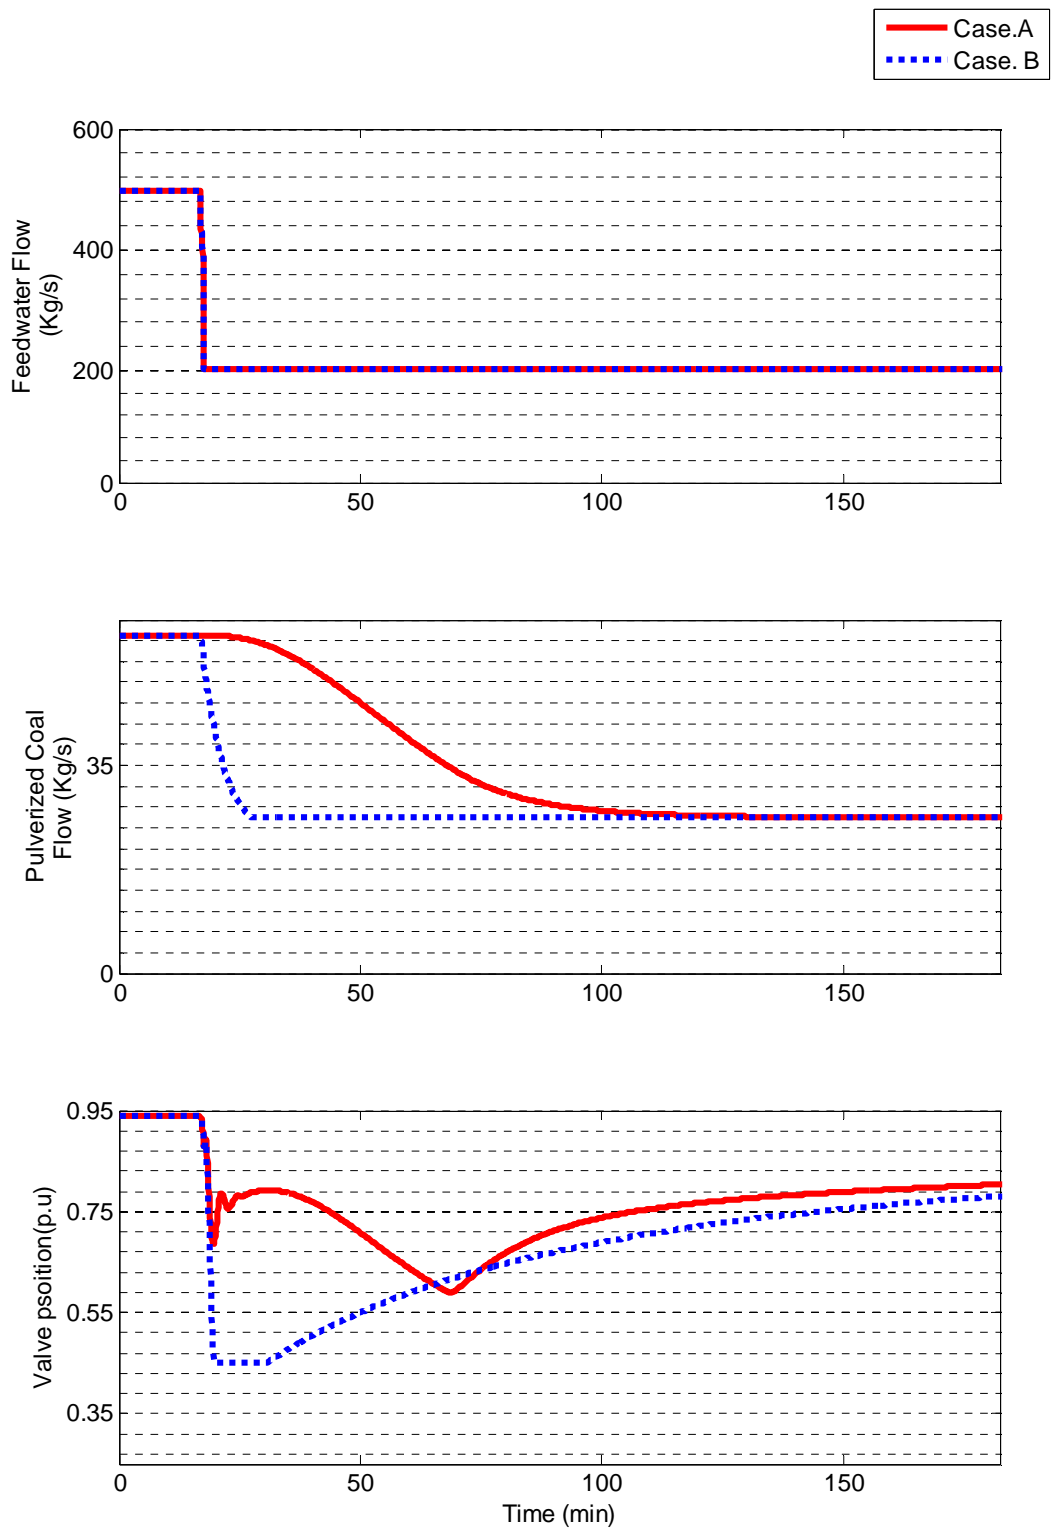 Case.A
Case. B
600
400
200
0
0 50 100 150
Feedwater Flow
(Kg/s)
35
0
0 50 100 150
Pulverized Coal
Flow (Kg/s)
0.95
0.75
0.55
0.35
0 50 100 150
Valve psoition(p.u)
Time (min)